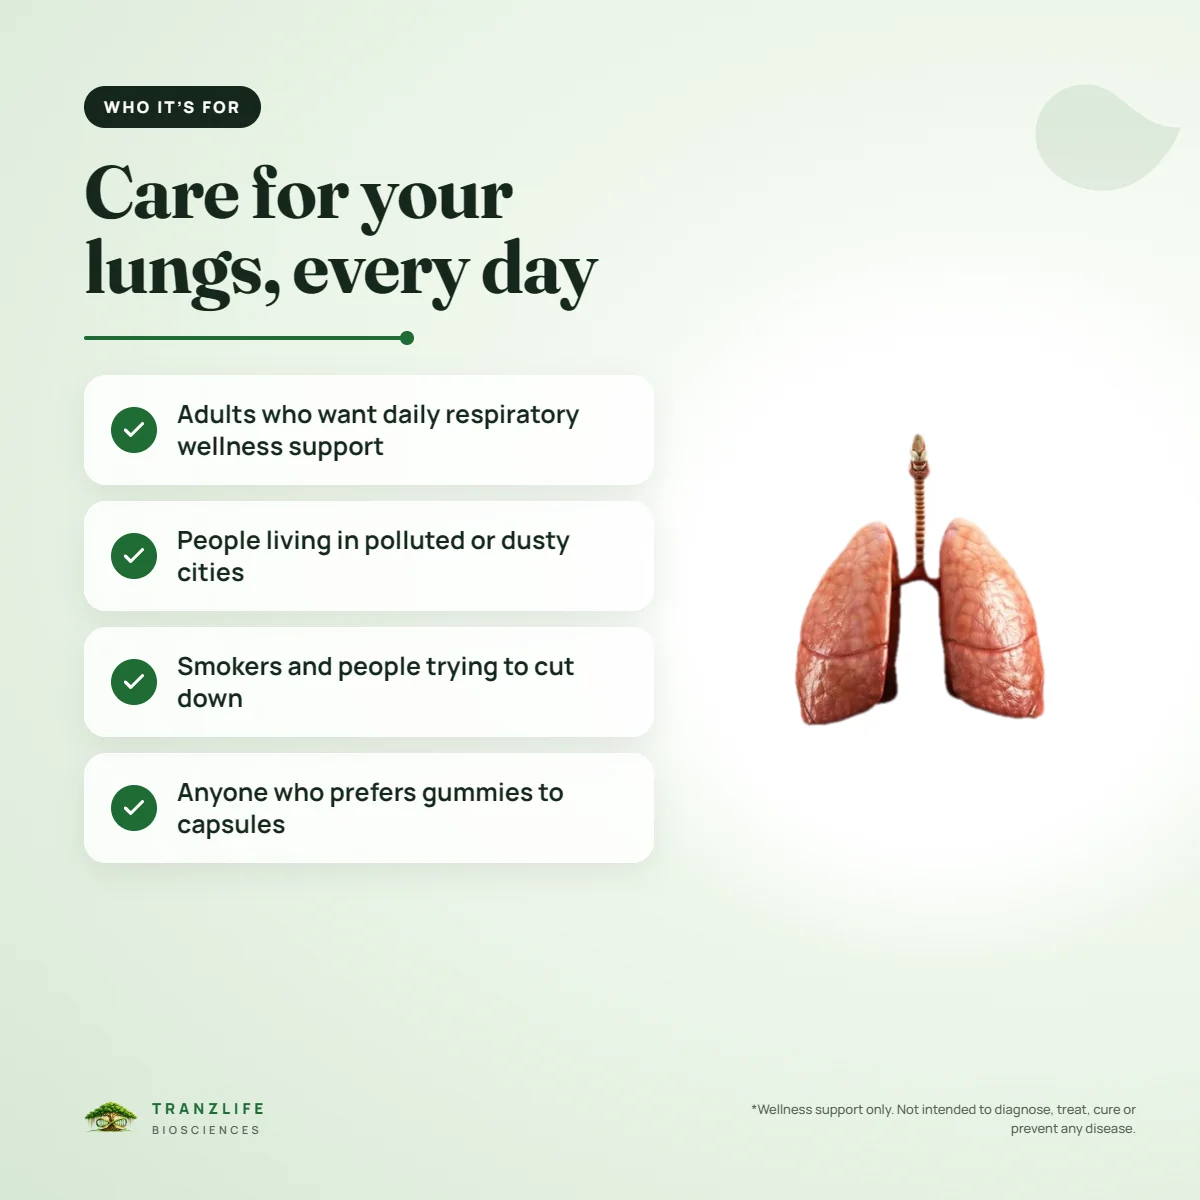 WHO IT’S FOR
Care for your
lungs, every day
Adults who want daily respiratory
wellness support
People living in polluted or dusty
cities
Smokers and people trying to cut
down
Anyone who prefers gummies to
capsules
TRANZLIFE
BIOSCIENCES
*Wellness support only. Not intended to diagnose, treat, cure or
prevent any disease.